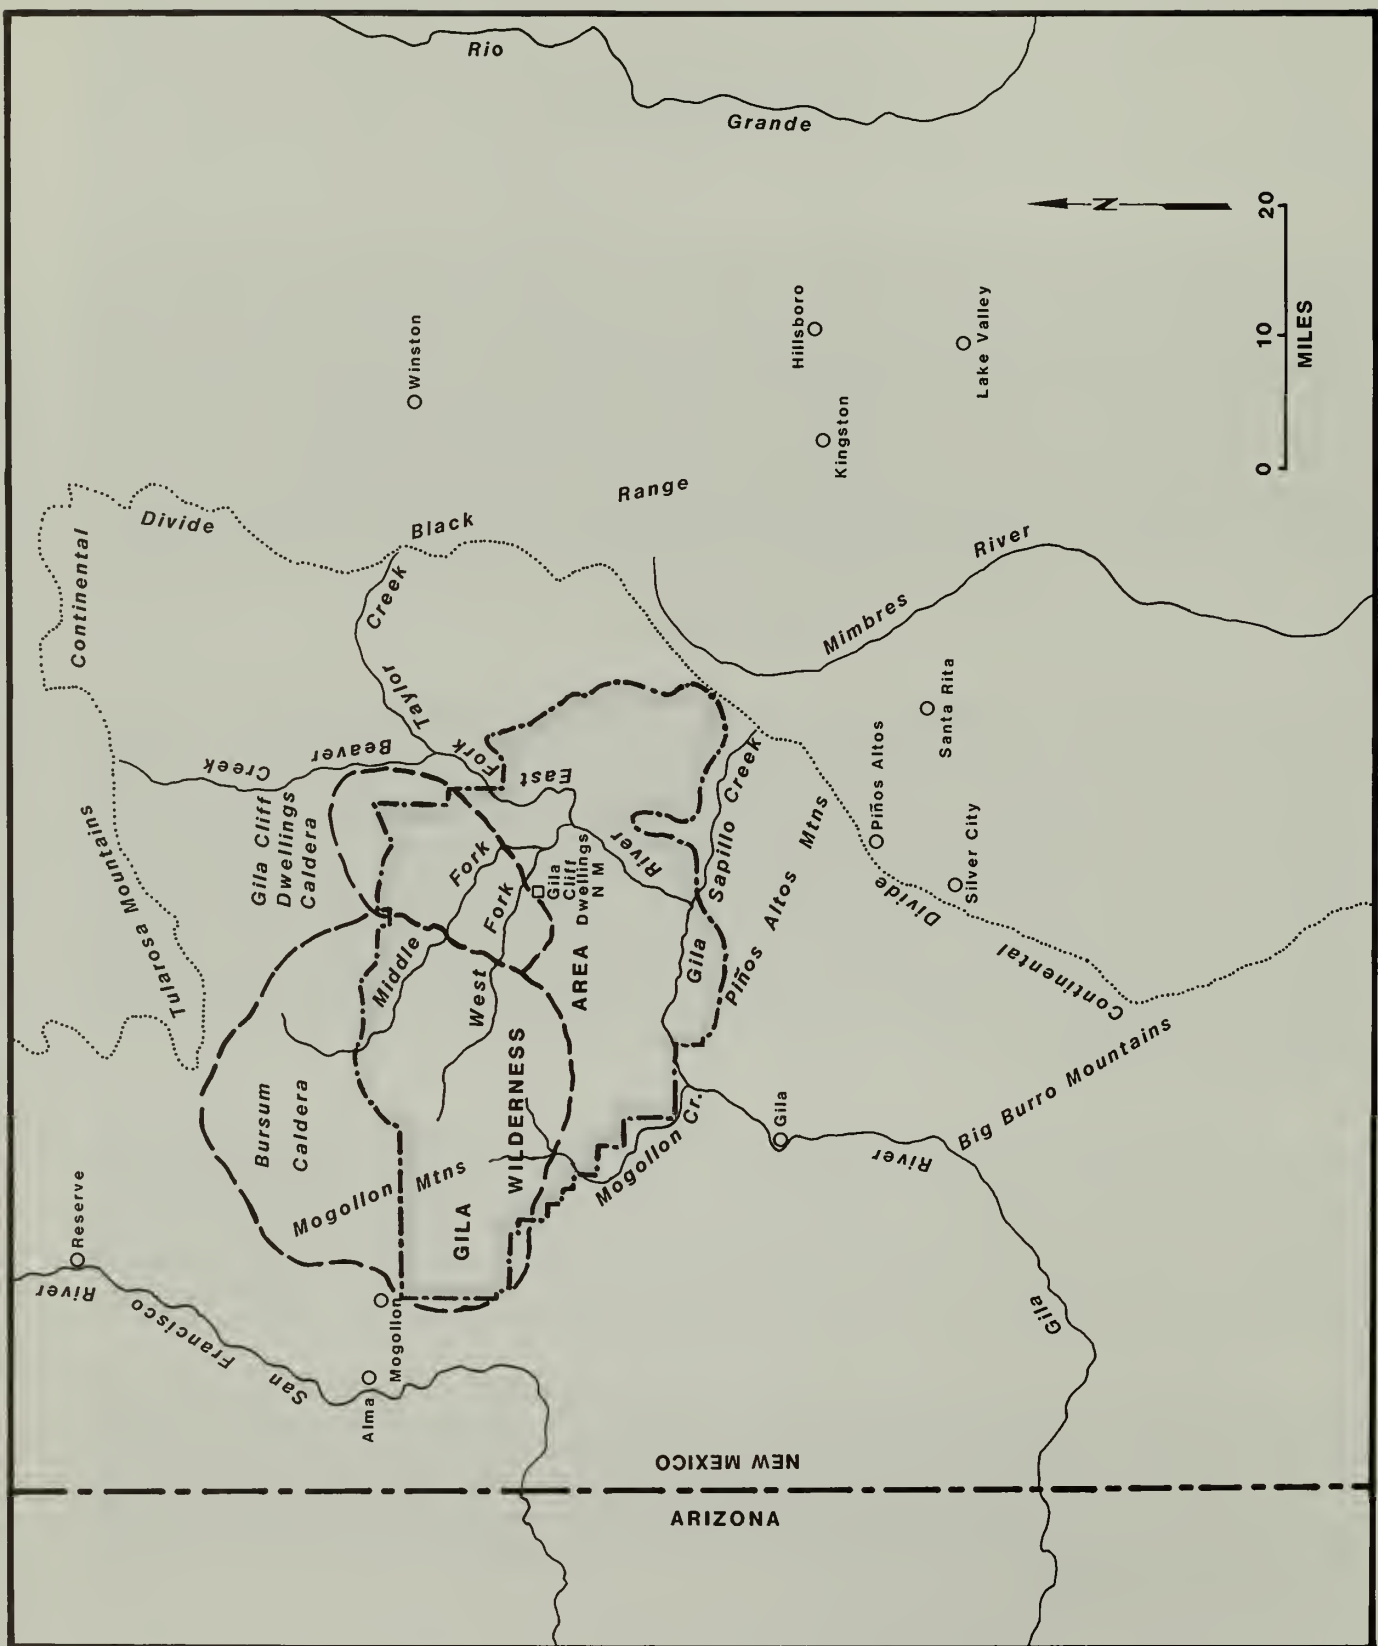 San Francisco River
Reserve
Tularosa Mountains
Continental Divide
Rio Grande
Bursum
Caldera
Gila Cliff
Dwellings
Caldera
Beaver Creek
Taylor Creek
Alma
Mogollon
Mogollon Mtns
Middle Fork
West Fork
East Fork
Black Range
Winston
GILA WILDERNESS AREA
Gila
Cliff
Dwellings
N M
Mogollon Cr.
Gila River
Sapillo Creek
Piños Altos Mtns
ARIZONA
NEW MEXICO
Gila
Gila River
Piños Altos
Santa Rita
Silver City
Continental Divide
Big Burro Mountains
Mimbres River
Kingston
Hillsboro
Lake Valley
N
0 10 20
MILES